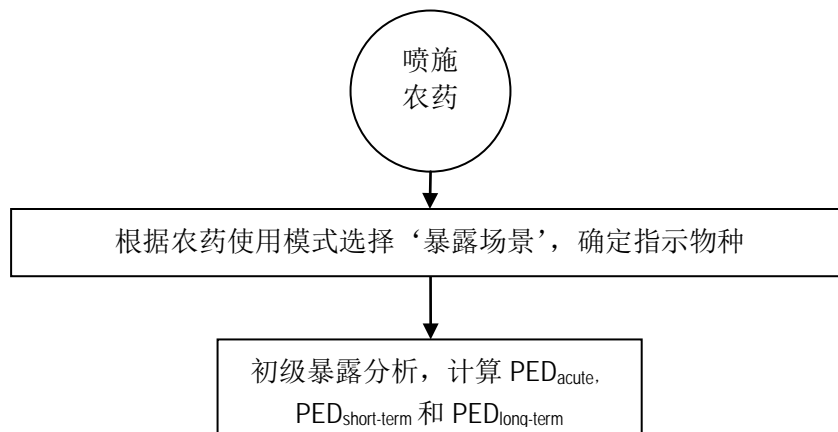 喷施
农药
根据农药使用模式选择‘暴露场景’，确定指示物种
初级暴露分析，计算 PEDacute,
PEDshort-term 和 PEDlong-term